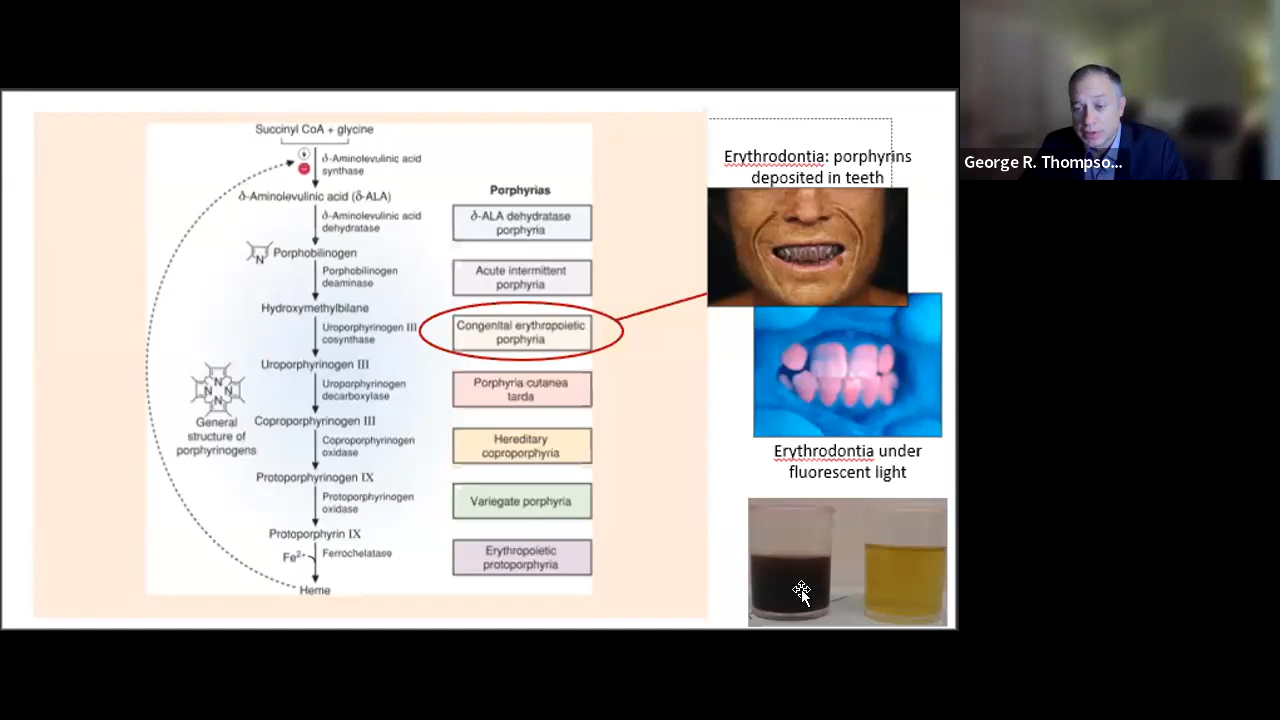 Succinyl CoA + glycine
δ-Aminolevulinic acid
synthase
δ-Aminolevulinic acid (δ-ALA)
δ-Aminolevulinic acid
dehydratase
Porphobilinogen
N
Porphobilinogen
deaminase
Hydroxymethylbilane
Uroporphyrinogen III
cosynthase
Uroporphyrinogen III
Uroporphyrinogen
decarboxylase
Coproporphyrinogen III
Coproporphyrinogen
oxidase
Protoporphyrinogen IX
Protoporphyrinogen
oxidase
Protoporphyrin IX
Fe²⁺
Ferrochelatase
Heme
N
N N
N
General
structure of
porphyrinogens
Porphyrias
δ-ALA dehydratase
porphyria
Acute intermittent
porphyria
Congenital erythropoietic
porphyria
Porphyria cutanea
tarda
Hereditary
coproporphyria
Variegate porphyria
Erythropoietic
protoporphyria
Erythrodontia: porphyrins
deposited in teeth
Erythrodontia under
fluorescent light
George R. Thompso...